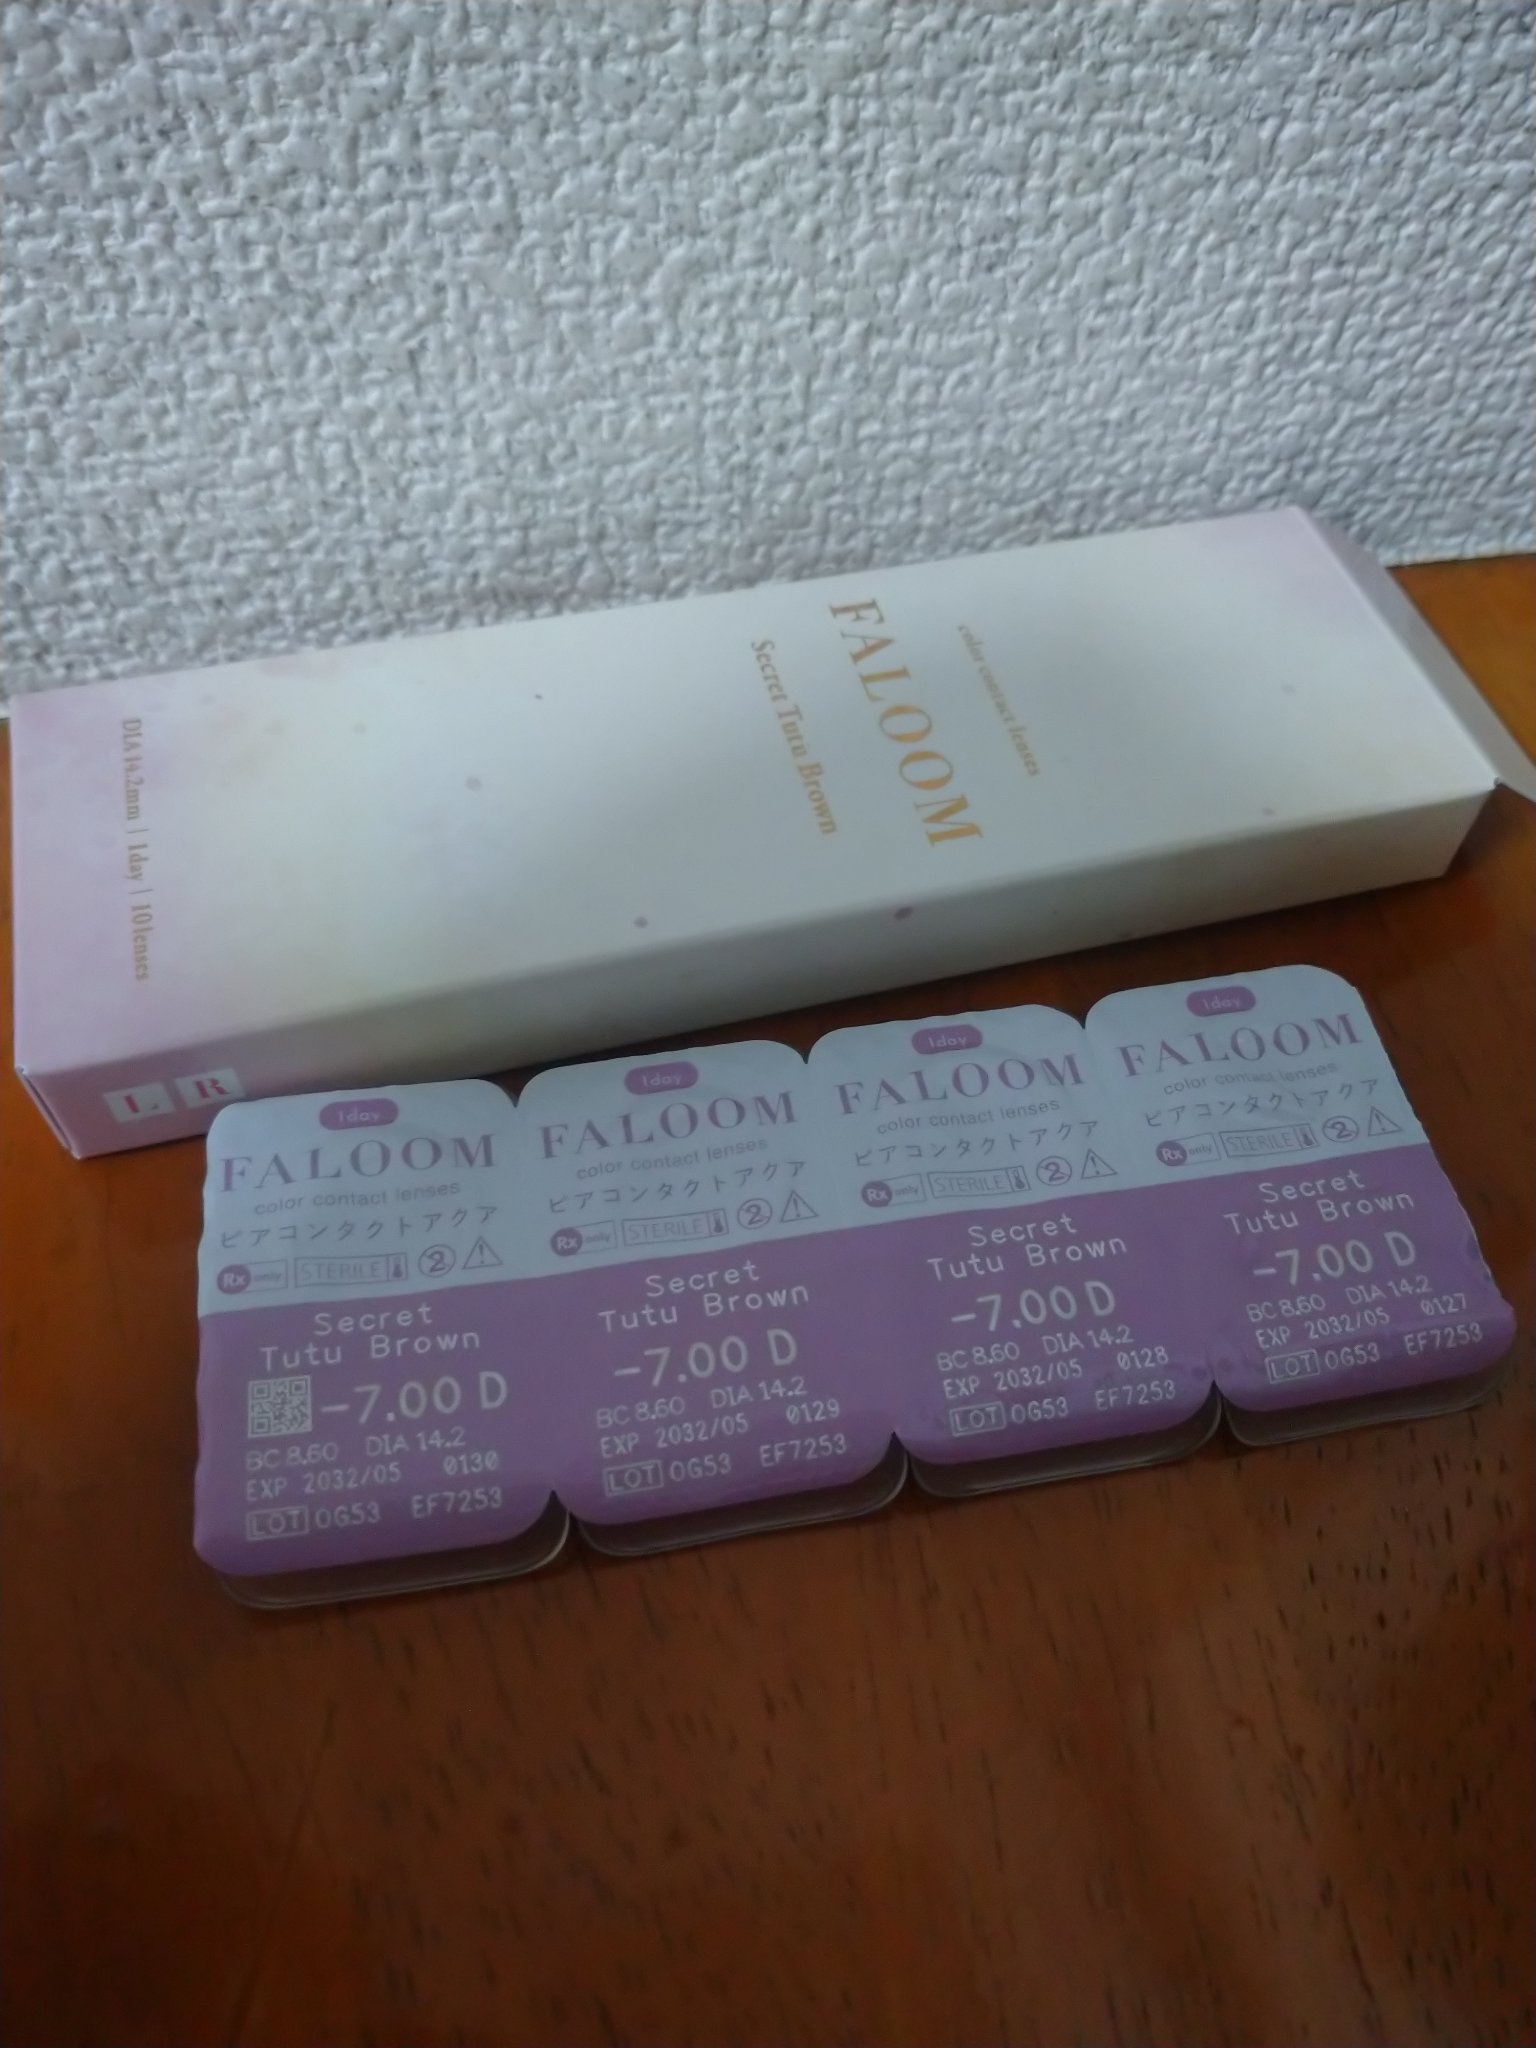 color contact lenses
FALOOM
Secret Tutu Brown
DIA 14.2mm | 1day | 10 lenses
L R
1day
FALOOM
color contact lenses
ピアコンタクトアクア
Rx only STERILE 2
Secret
Tutu Brown
-7.00 D
BC 8.60 DIA 14.2
EXP 2032/05 0130
LOT OG53 EF7253
1day
FALOOM
color contact lenses
ピアコンタクトアクア
Rx only STERILE 2
Secret
Tutu Brown
-7.00 D
BC 8.60 DIA 14.2
EXP 2032/05 0129
LOT OG53 EF7253
1day
FALOOM
color contact lenses
ピアコンタクトアクア
Rx only STERILE 2
Secret
Tutu Brown
-7.00 D
BC 8.60 DIA 14.2
EXP 2032/05 0128
LOT OG53 EF7253
1day
FALOOM
color contact lenses
ピアコンタクトアクア
Rx only STERILE 2
Secret
Tutu Brown
-7.00 D
BC 8.60 DIA 14.2
EXP 2032/05 0127
LOT OG53 EF7253